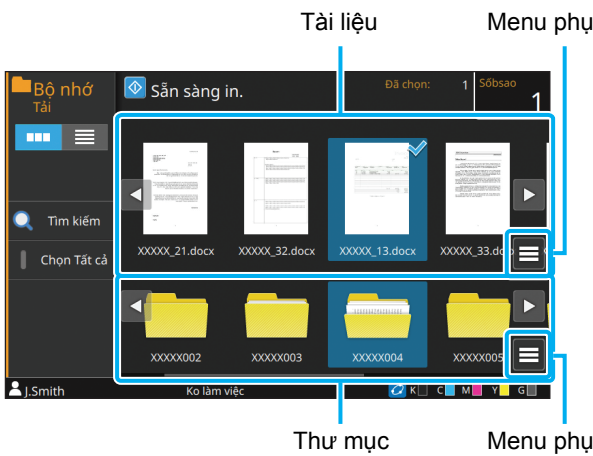 Tài liệu Menu phụ
Bộ nhớ
Tải
Sẵn sàng in.
Đã chọn: 1
Sốbsao
1
Tìm kiếm
Chọn Tất cả
XXXXX_21.docx XXXXX_32.docx XXXXX_13.docx XXXXX_33.docx
XXXXX002 XXXXX003 XXXXX004 XXXXX005
J.Smith Ko làm việc K C M Y G
Thư mục Menu phụ